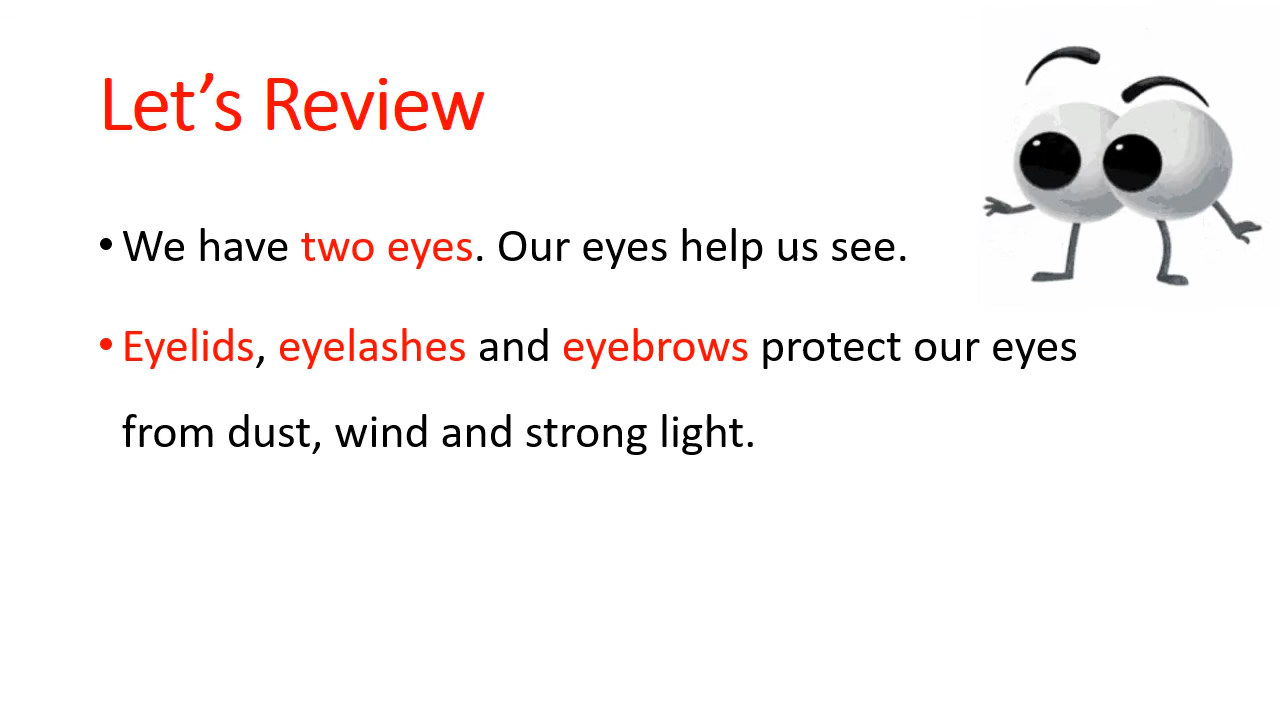 Let’s Review
• We have two eyes. Our eyes help us see.
• Eyelids, eyelashes and eyebrows protect our eyes
from dust, wind and strong light.